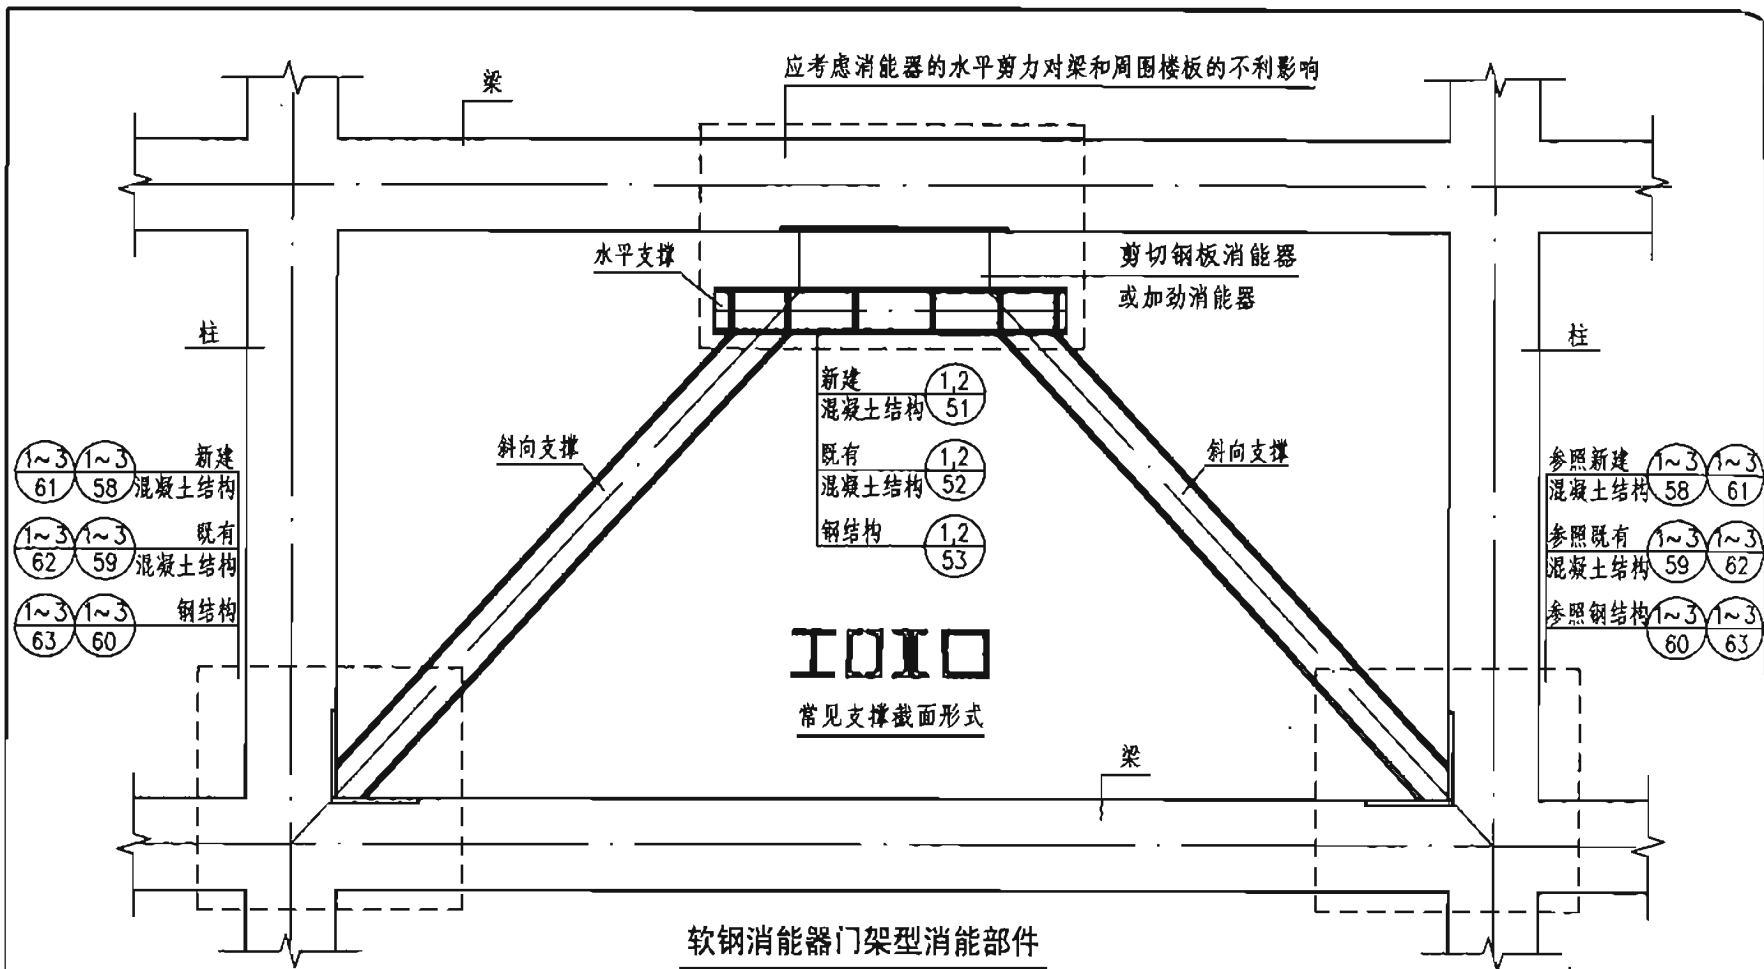 应考虑消能器的水平剪力对梁和周围楼板的不利影响
梁
水平支撑
剪切钢板消能器
或加劲消能器
柱
柱
新建
混凝土结构
1,2
51
既有
混凝土结构
1,2
52
钢结构
1,2
53
斜向支撑
斜向支撑
1~3 1~3 新建
61 58 混凝土结构
1~3 1~3 既有
62 59 混凝土结构
1~3 1~3 钢结构
63 60
参照新建 1~3 1~3
混凝土结构 58 61
参照既有 1~3 1~3
混凝土结构 59 62
参照钢结构 1~3 1~3
60 63
常见支撑截面形式
梁
软钢消能器门架型消能部件